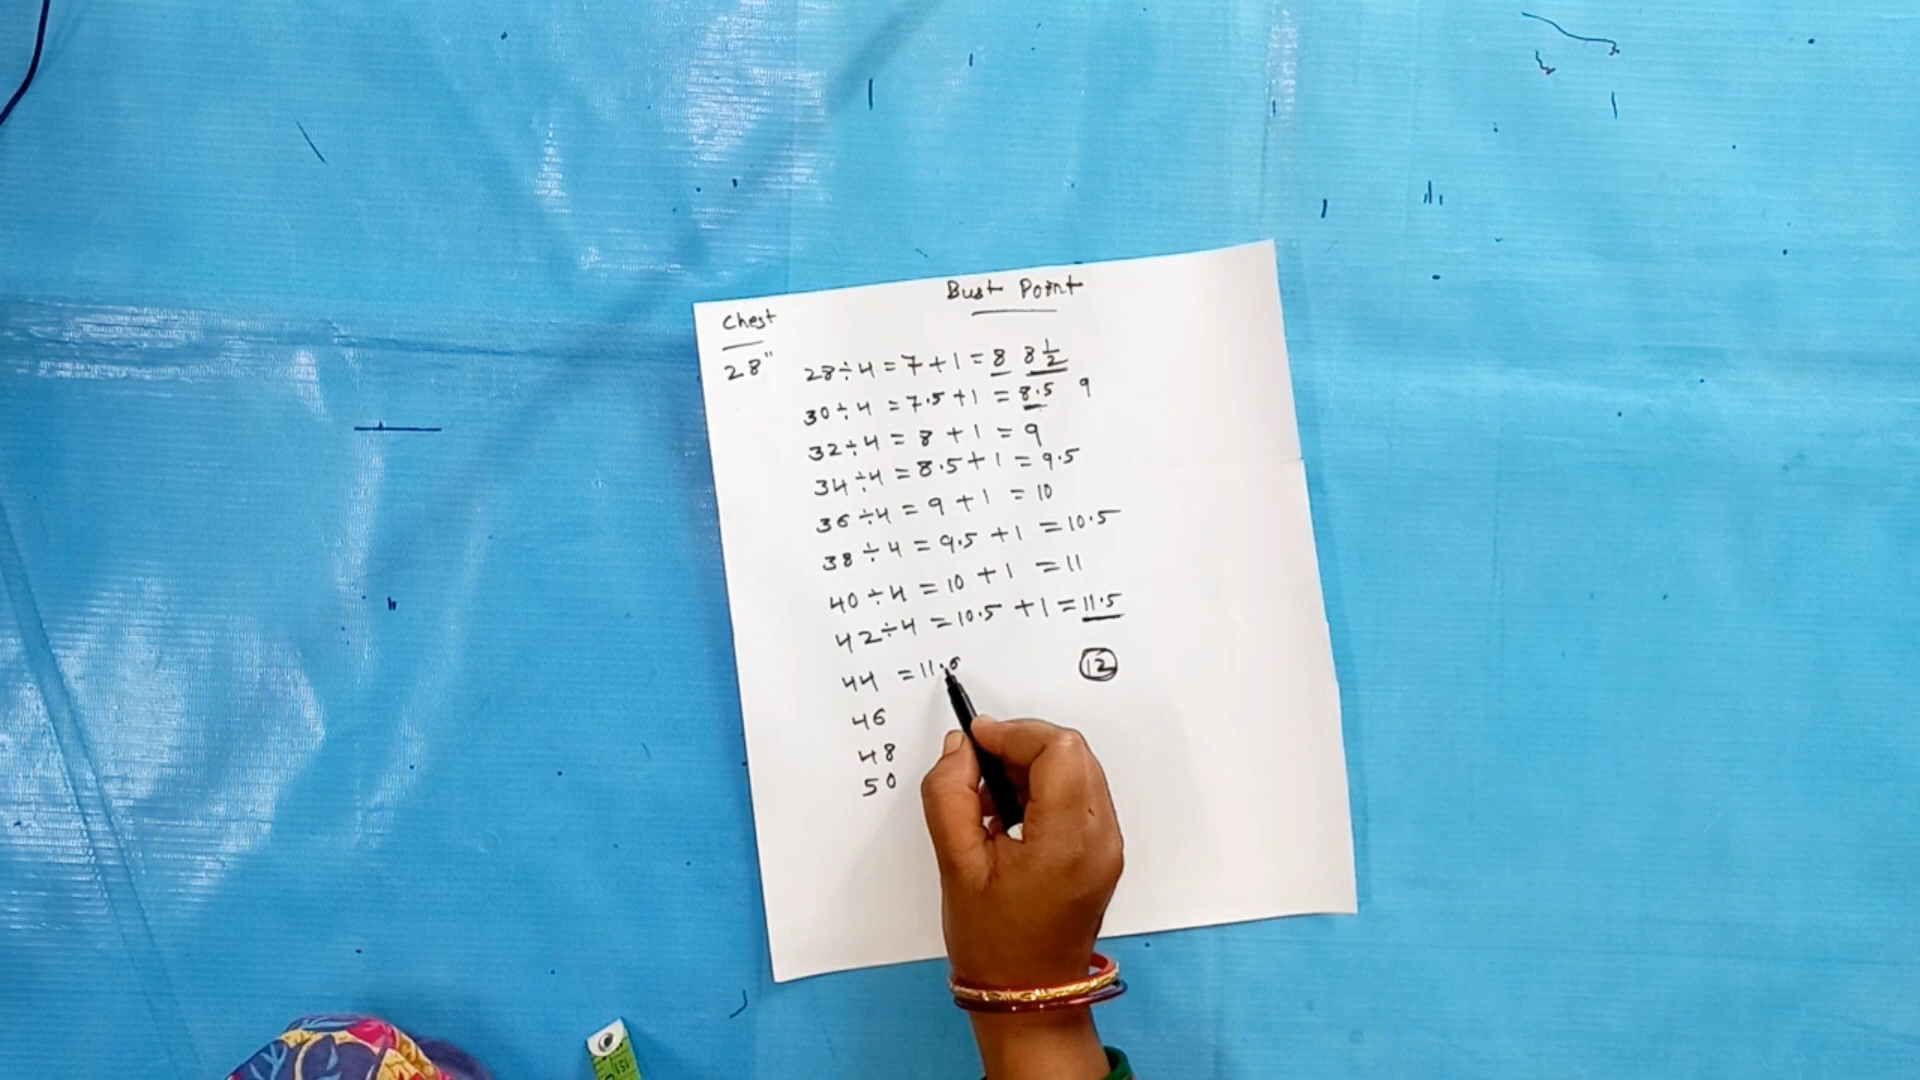 Bust Point
Chest
28" 28÷4=7+1=8 8 1/2
30÷4=7.5+1=8.5 9
32÷4=8+1=9
34÷4=8.5+1=9.5
36÷4=9+1=10
38÷4=9.5+1=10.5
40÷4=10+1=11
42÷4=10.5+1=11.5
44 =11. 12
46
48
50
151